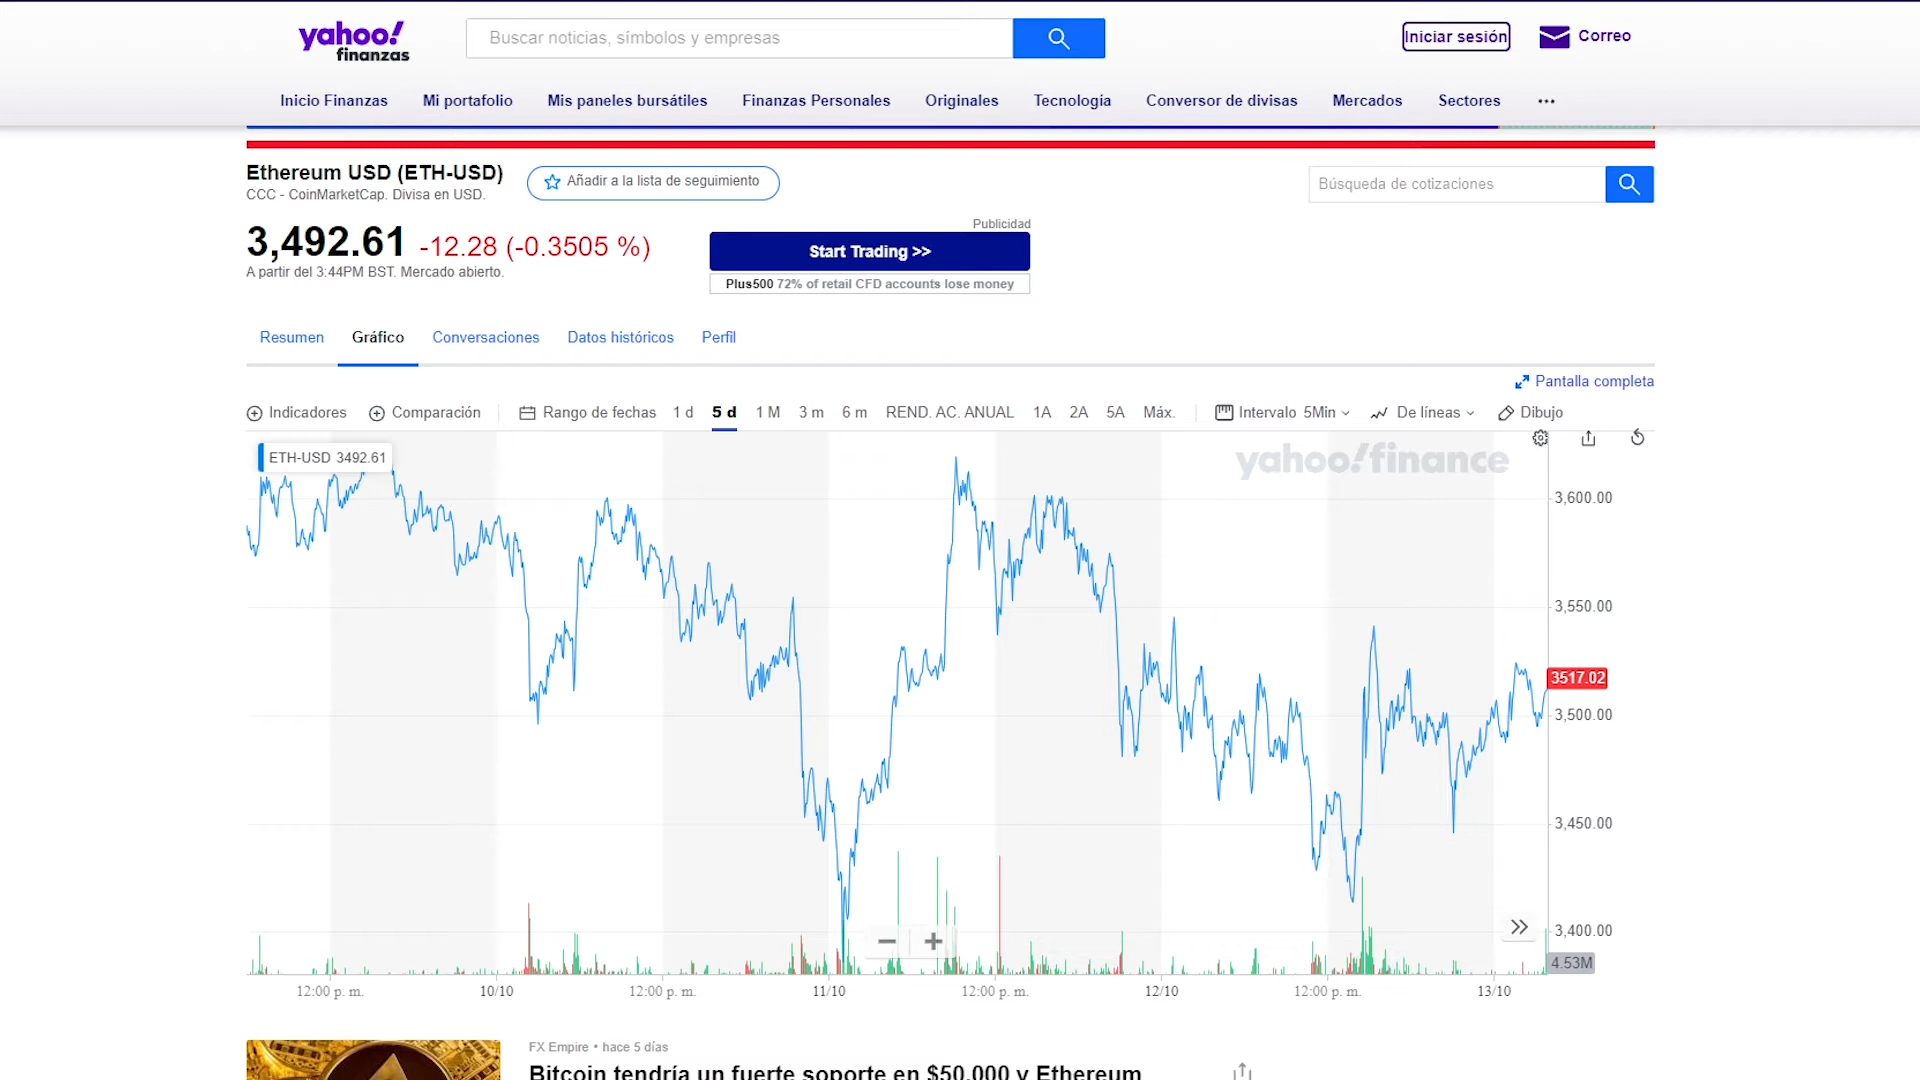 yahoo!
finanzas
Buscar noticias, símbolos y empresas
Iniciar sesión
Correo
Inicio Finanzas Mi portafolio Mis paneles bursátiles Finanzas Personales Originales Tecnología Conversor de divisas Mercados Sectores ...
Ethereum USD (ETH-USD)
Añadir a la lista de seguimiento
Búsqueda de cotizaciones
CCC - CoinMarketCap. Divisa en USD.
3,492.61 -12.28 (-0.3505 %)
A partir del 3:44PM BST. Mercado abierto.
Publicidad
Start Trading >>
Plus500 72% of retail CFD accounts lose money
Resumen Gráfico Conversaciones Datos históricos Perfil
Pantalla completa
Indicadores Comparación Rango de fechas 1 d 5 d 1 M 3 m 6 m REND. AC. ANUAL 1A 2A 5A Máx. Intervalo 5Min De líneas Dibujo
ETH-USD 3492.61
yahoo!finance
3,600.00
3,550.00
3517.02
3,500.00
3,450.00
3,400.00
4.53M
12:00 p. m. 10/10 12:00 p. m. 11/10 12:00 p. m. 12/10 12:00 p. m. 13/10
FX Empire • hace 5 días
Bitcoin tendría un fuerte soporte en $50.000 y Ethereum